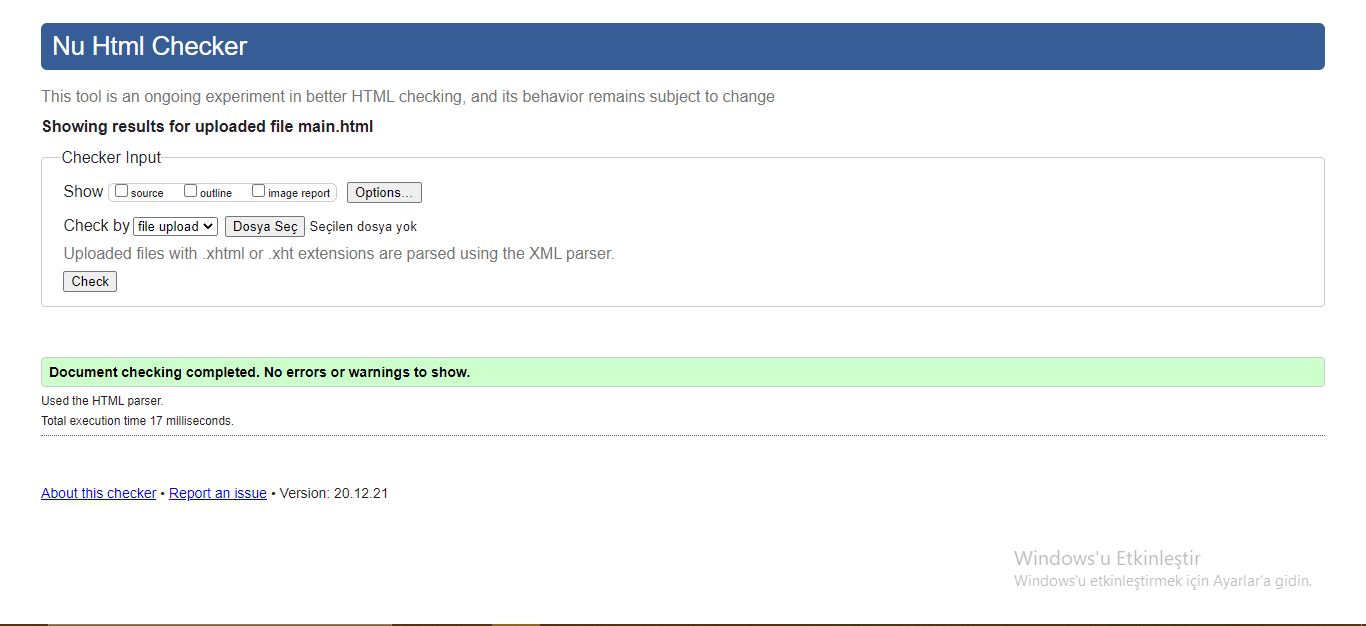 Nu Html Checker
This tool is an ongoing experiment in better HTML checking, and its behavior remains subject to change
Showing results for uploaded file main.html
Checker Input
Show source outline image report Options...
Check by file upload Dosya Seç Seçilen dosya yok
Uploaded files with .xhtml or .xht extensions are parsed using the XML parser.
Check
Document checking completed. No errors or warnings to show.
Used the HTML parser.
Total execution time 17 milliseconds.
About this checker • Report an issue • Version: 20.12.21
Windows'u Etkinleştir
Windows'u etkinleştirmek için Ayarlar'a gidin.